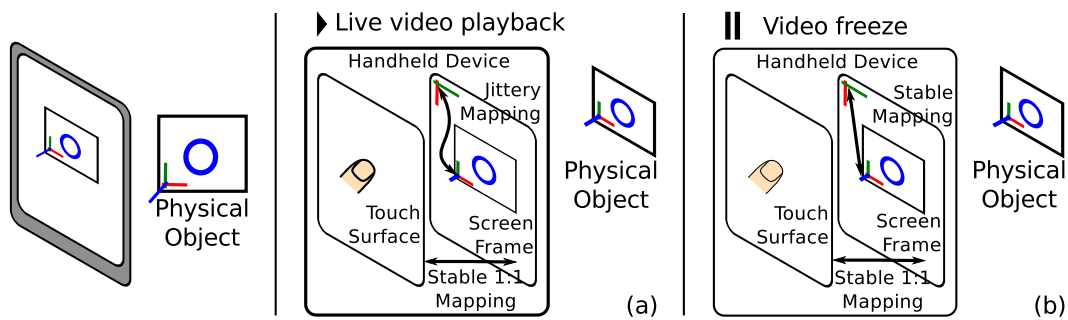 Physical
Object
Live video playback
Handheld Device
Jittery
Mapping
Touch
Surface
Screen
Frame
Stable 1:1
Mapping
Physical
Object
(a)
Video freeze
Handheld Device
Stable
Mapping
Touch
Surface
Screen
Frame
Stable 1:1
Mapping
Physical
Object
(b)